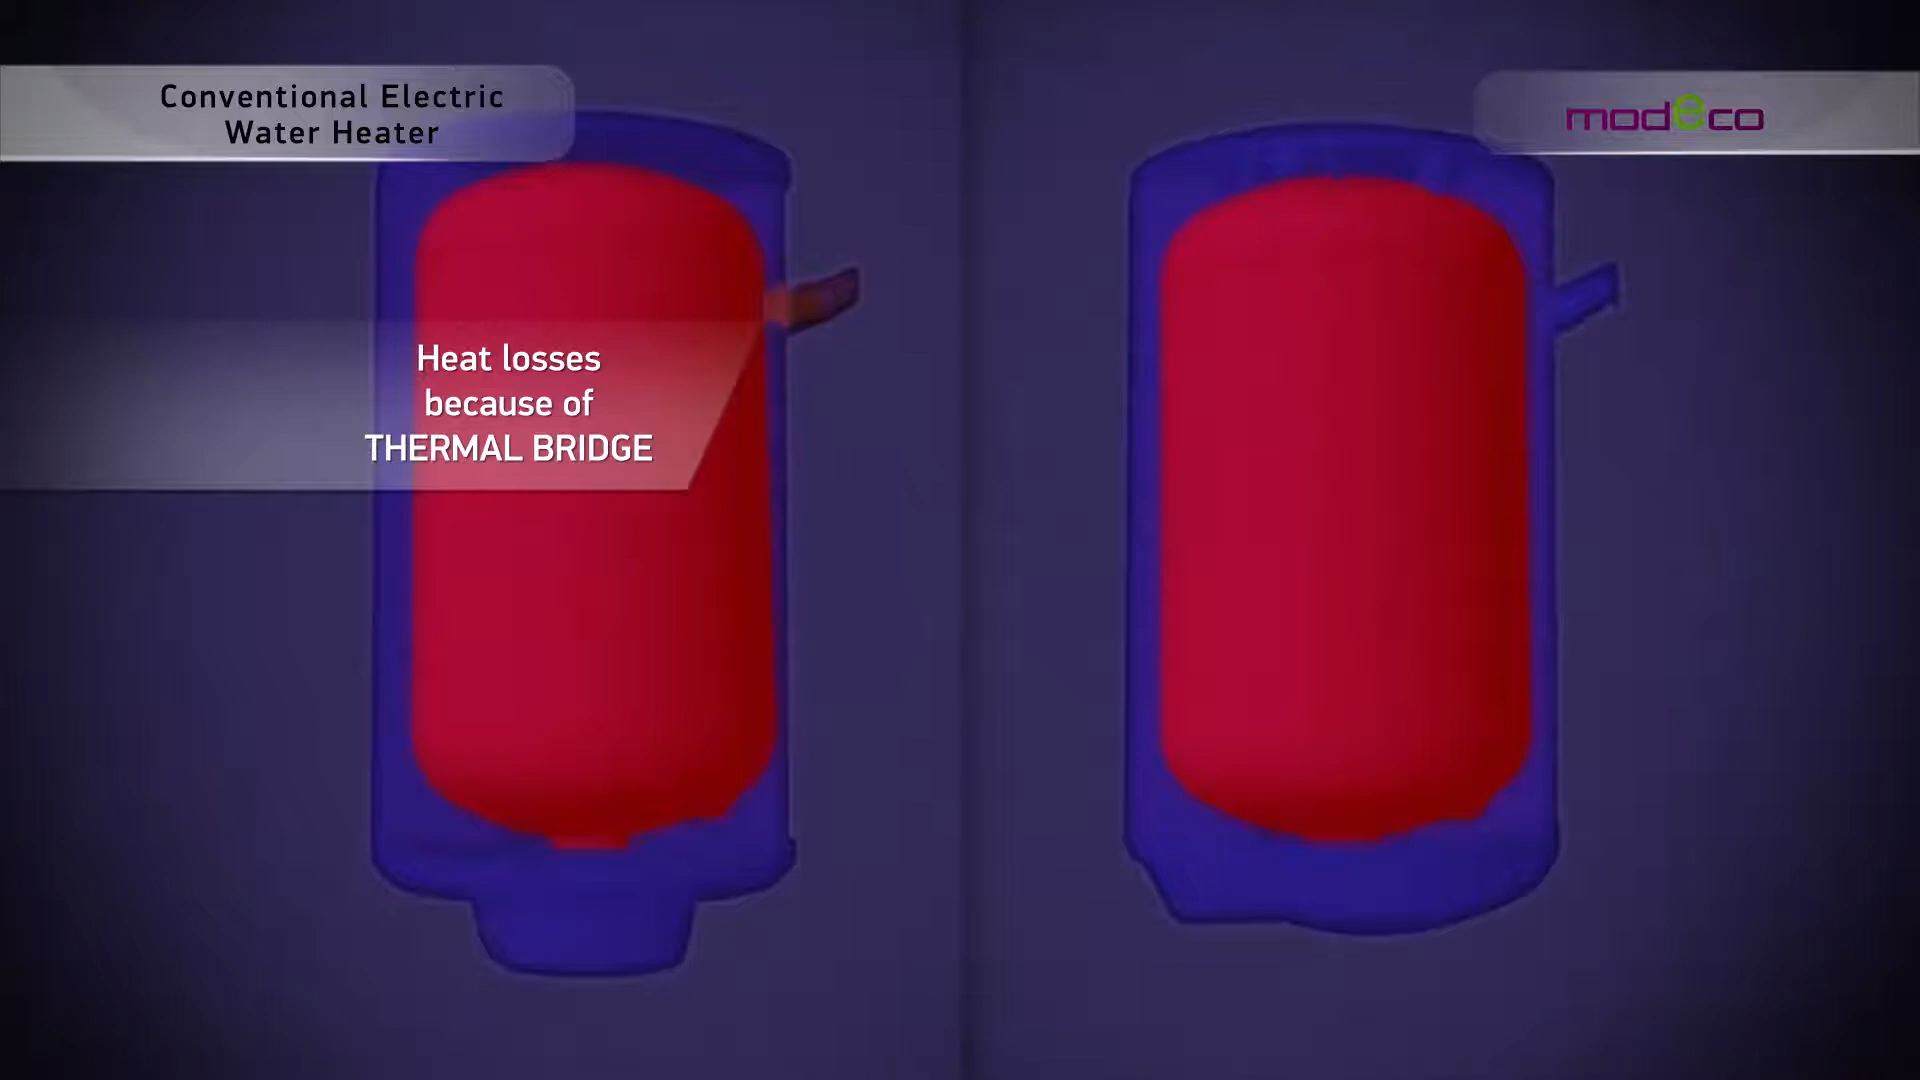 Conventional Electric
Water Heater
modeco
Heat losses
because of
THERMAL BRIDGE